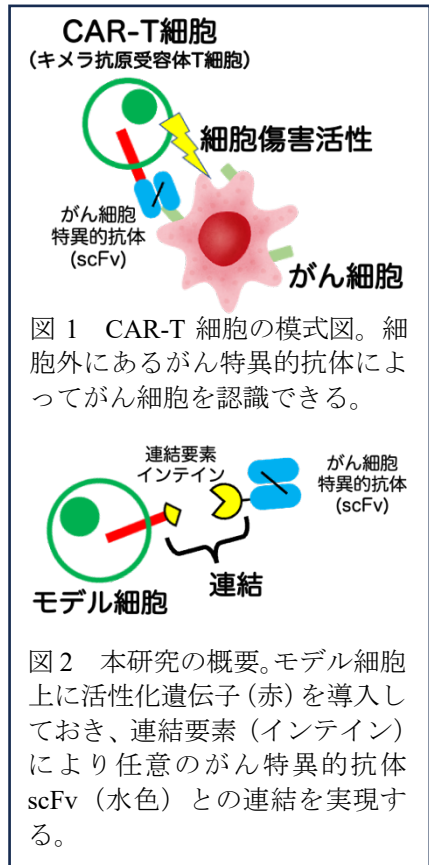 CAR-T細胞
(キメラ抗原受容体T細胞)
細胞傷害活性
がん細胞
特異的抗体
(scFv)
がん細胞
図 1 CAR-T 細胞の模式図。細
胞外にあるがん特異的抗体によ
ってがん細胞を認識できる。
連結要素
インテイン
がん細胞
特異的抗体
(scFv)
連結
モデル細胞
図 2 本研究の概要。モデル細胞
上に活性化遺伝子（赤）を導入し
ておき、連結要素（インテイン）
により任意のがん特異的抗体
scFv（水色）との連結を実現す
る。